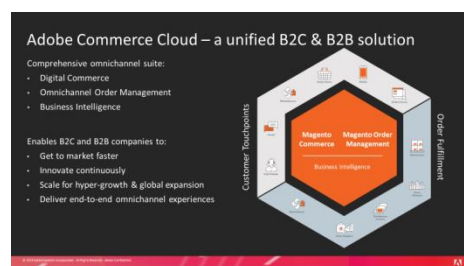 Adobe Commerce Cloud – a unified B2C & B2B solution
Comprehensive omnichannel suite:
• Digital Commerce
• Omnichannel Order Management
• Business Intelligence
Enables B2C and B2B companies to:
• Get to market faster
• Innovate continuously
• Scale for hyper-growth & global expansion
• Deliver end-to-end omnichannel experiences
Customer Touchpoints
Magento Commerce
Magento Order Management
Business Intelligence
Order Fulfillment